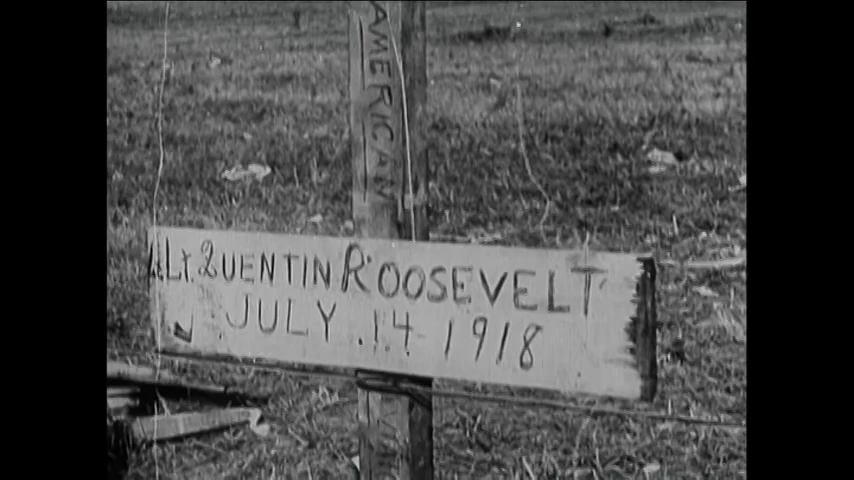 AMERICAN
Lt. QUENTIN ROOSEVELT
JULY .14 - 1918